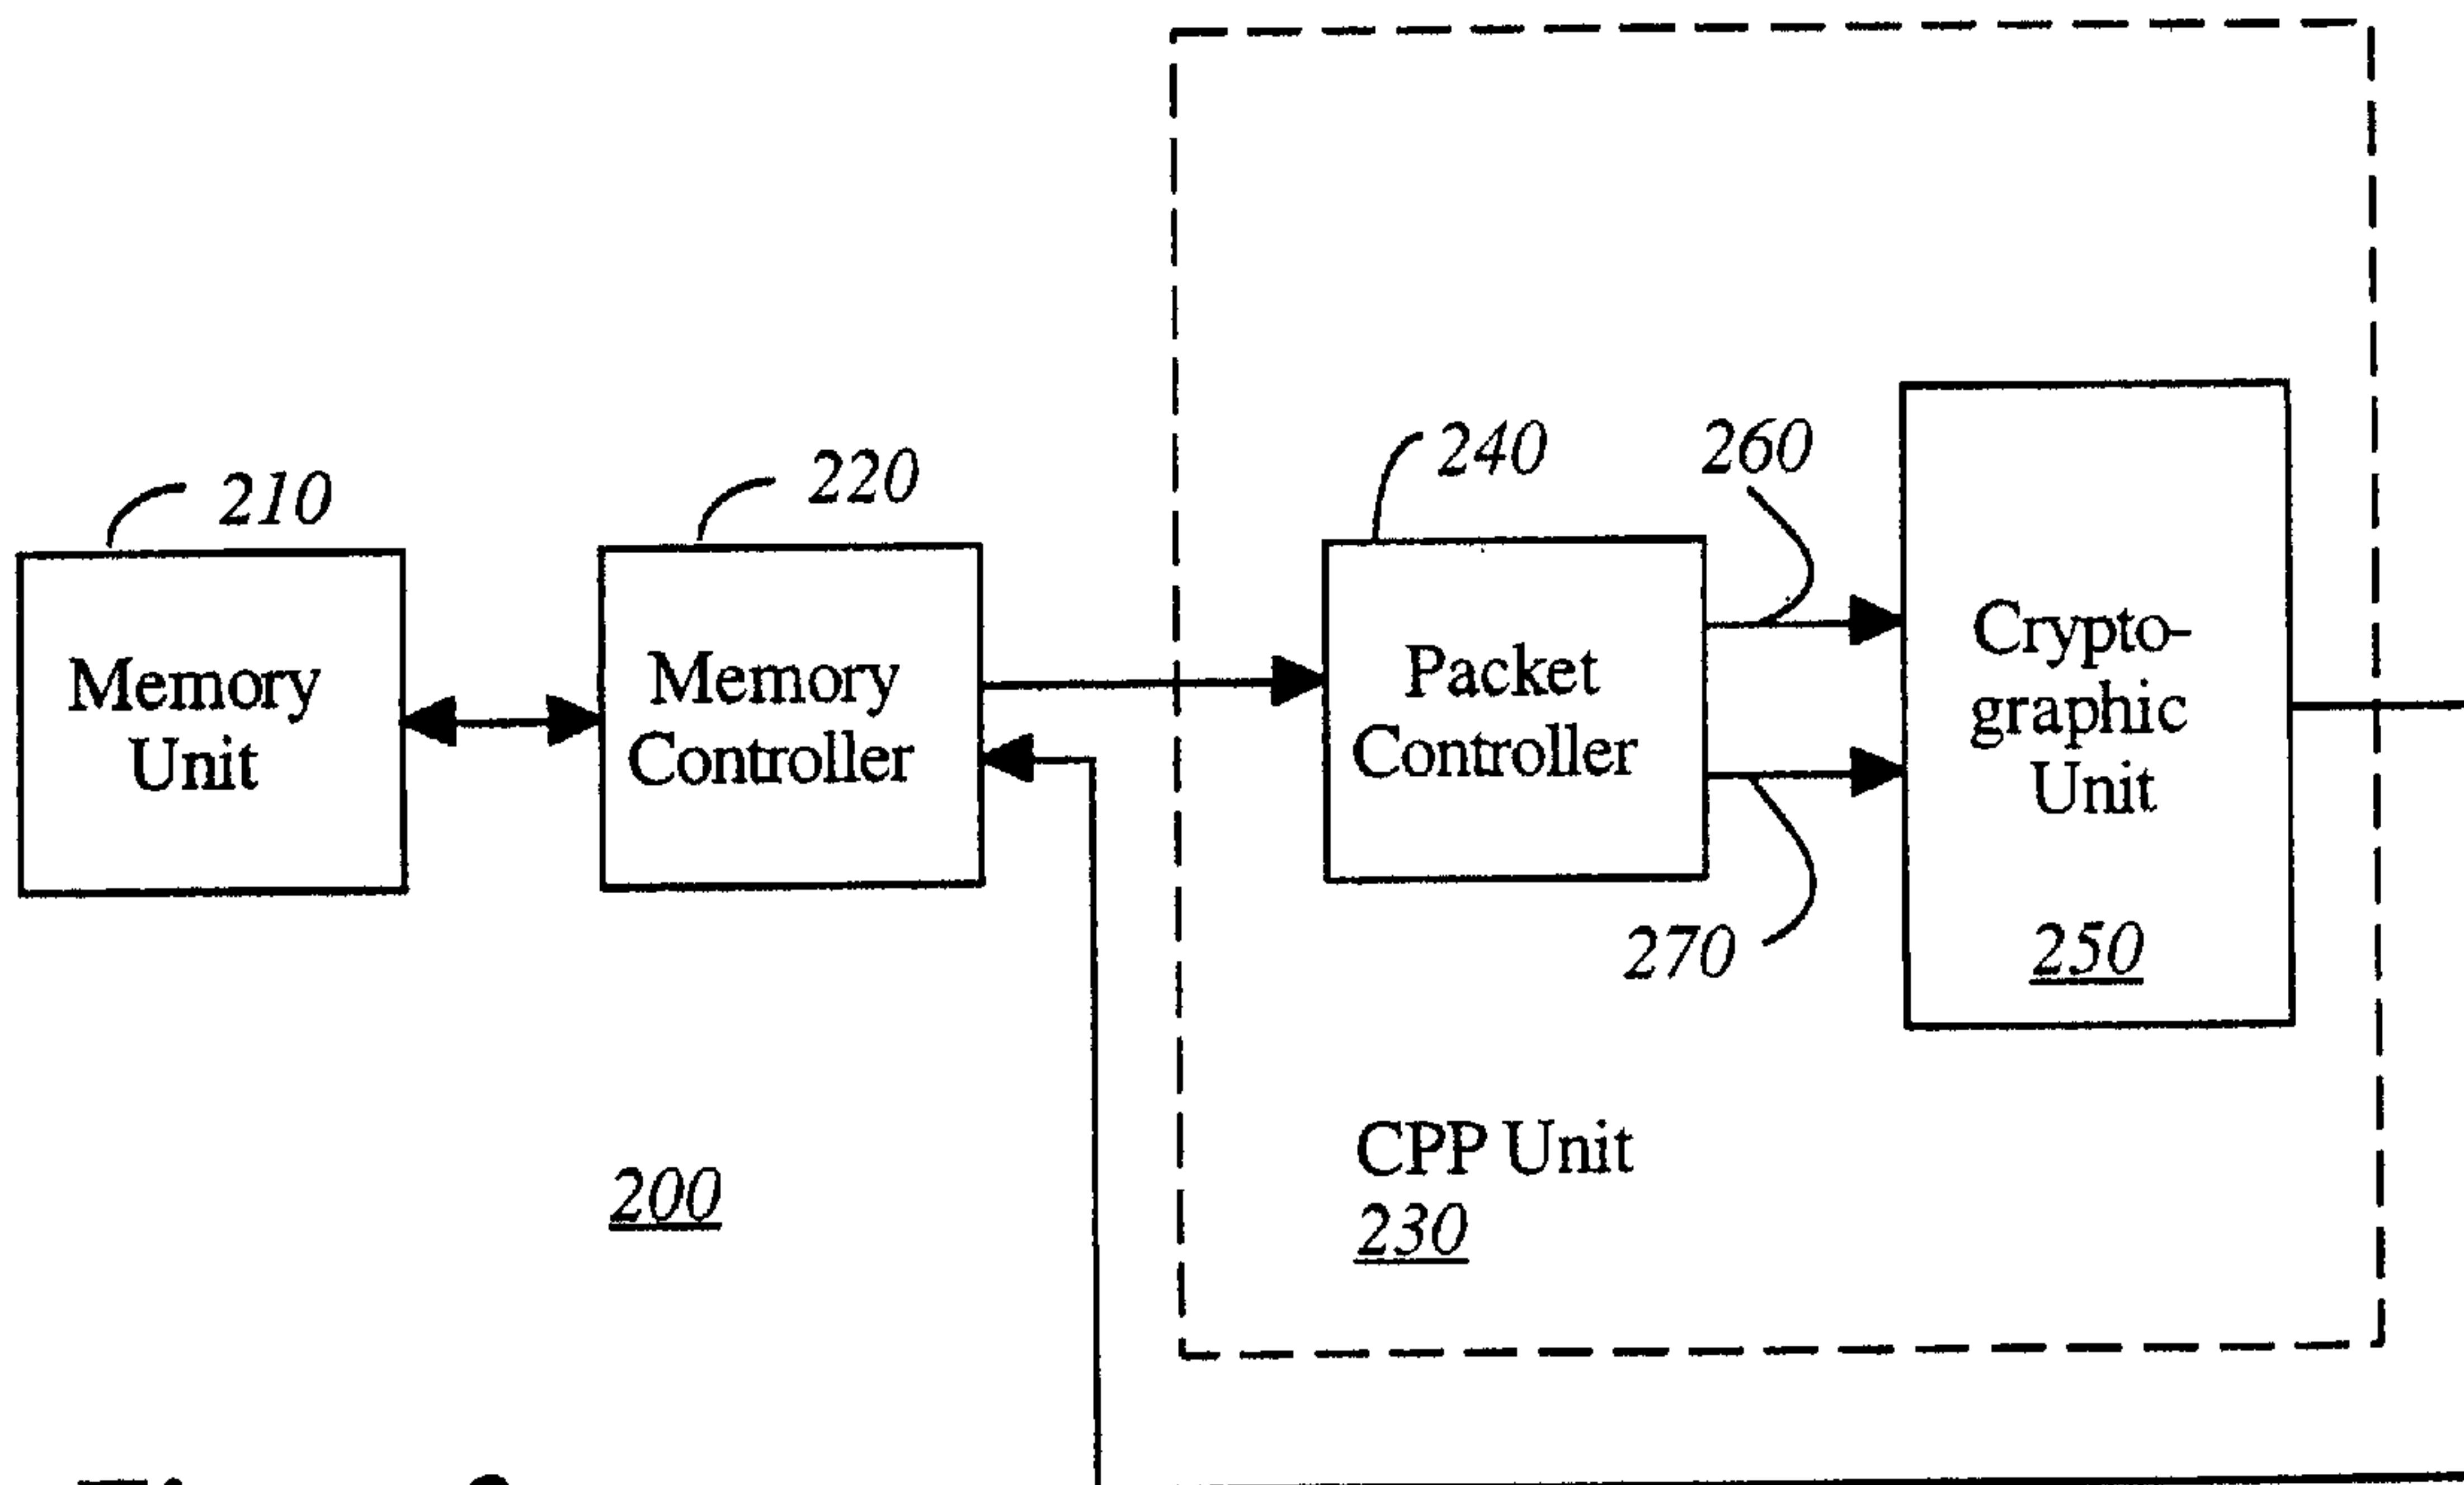 210
Memory
Unit
220
Memory
Controller
240
Packet
Controller
260
270
Crypto-
graphic
Unit
250
CPP Unit
230
200